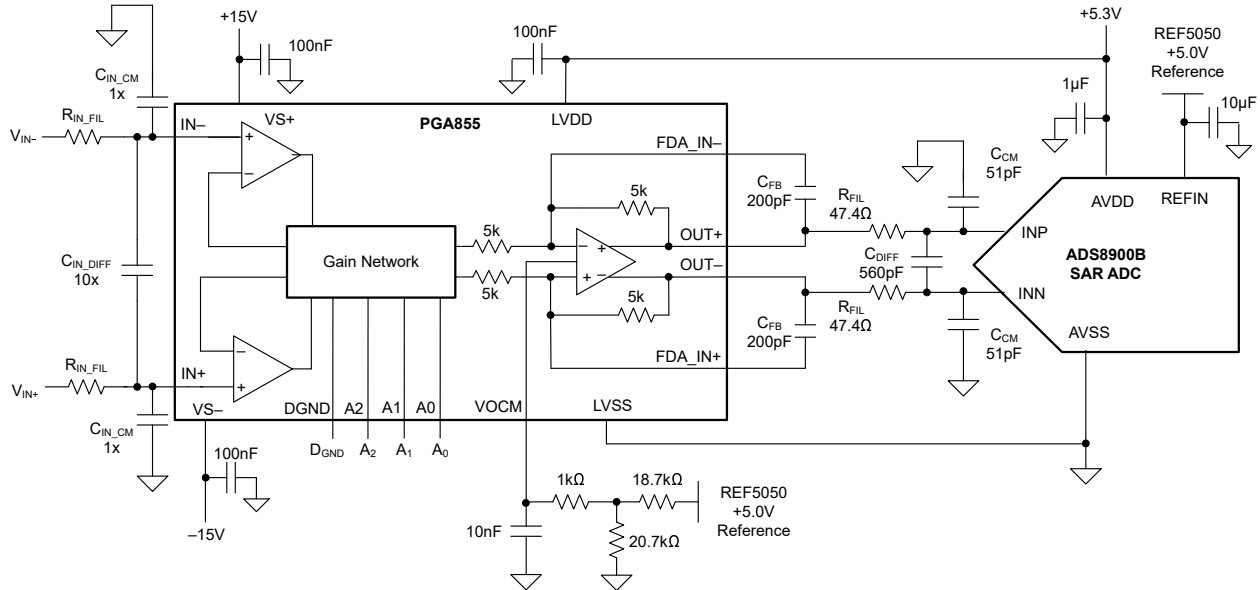 +15V
100nF
100nF
+5.3V
REF5050
+5.0V
Reference
1µF
10µF
C_IN_CM
1x
R_IN_FIL
V_IN–
IN–
VS+
PGA855
LVDD
FDA_IN–
+
–
5k
5k
C_FB
200pF
R_FIL
47.4Ω
C_CM
51pF
AVDD
REFIN
OUT+
INP
Gain Network
– +
+ –
C_DIFF
560pF
ADS8900B
SAR ADC
C_IN_DIFF
10x
5k
OUT–
INN
5k
C_FB
200pF
R_FIL
47.4Ω
C_CM
51pF
AVSS
–
+
FDA_IN+
R_IN_FIL
V_IN+
IN+
VS–
DGND
A2
A1
A0
VOCM
LVSS
C_IN_CM
1x
D_GND
A₂
A₁
A₀
100nF
–15V
1kΩ
18.7kΩ
REF5050
+5.0V
Reference
10nF
20.7kΩ